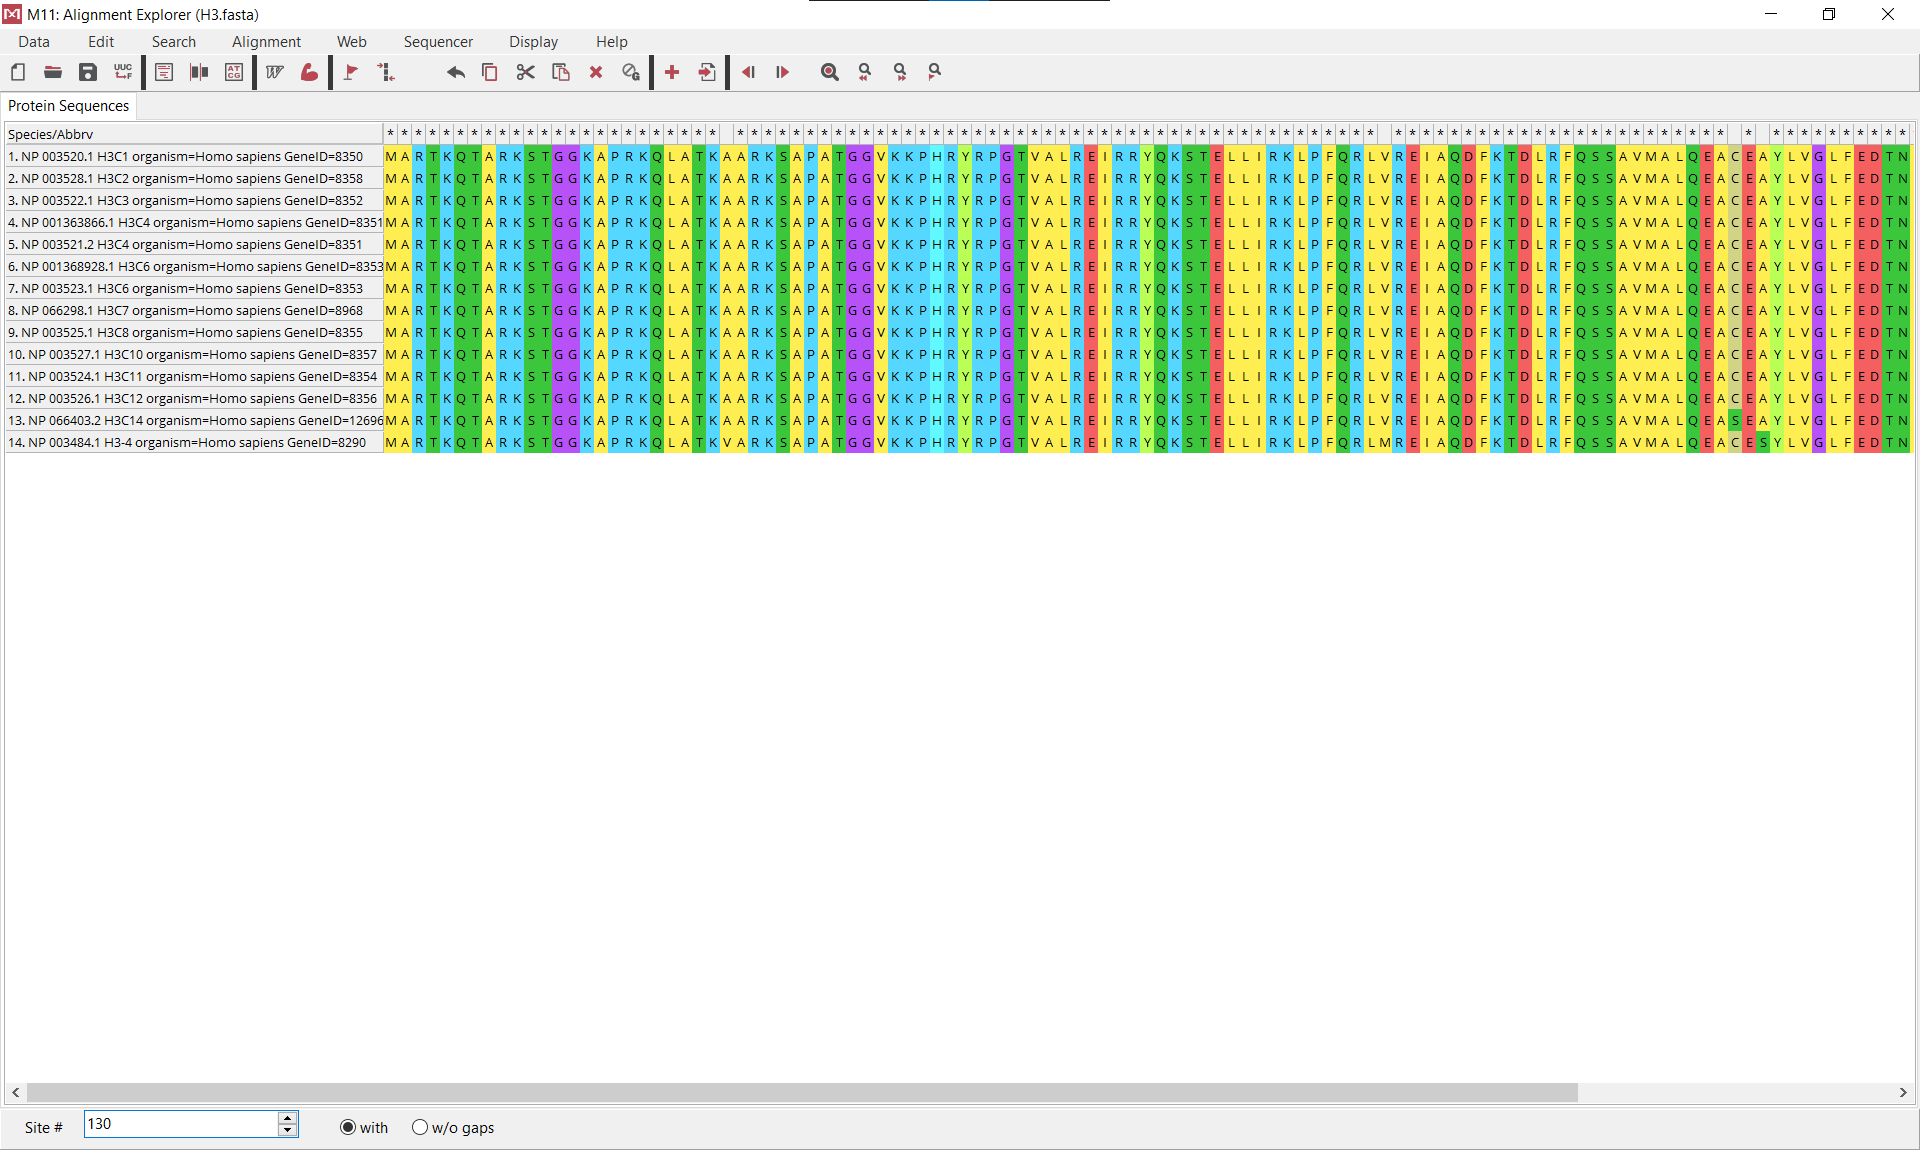 M11: Alignment Explorer (H3.fasta)
Data Edit Search Alignment Web Sequencer Display Help
UUC F AT CG
Protein Sequences
Species/Abbrv ************************ ********************************************** ************************ * **********
1. NP 003520.1 H3C1 organism=Homo sapiens GeneID=8350 MARTKQTARKSTGGKAPRKQLATKAARKSAPATGGVKKPHRYRPGTVALREIRRYQKSTELLIRKLPFQRLVREIAQDFKTDLRFQSSAVMALQEACEAYLVGLFEDTN
2. NP 003528.1 H3C2 organism=Homo sapiens GeneID=8358 MARTKQTARKSTGGKAPRKQLATKAARKSAPATGGVKKPHRYRPGTVALREIRRYQKSTELLIRKLPFQRLVREIAQDFKTDLRFQSSAVMALQEACEAYLVGLFEDTN
3. NP 003522.1 H3C3 organism=Homo sapiens GeneID=8352 MARTKQTARKSTGGKAPRKQLATKAARKSAPATGGVKKPHRYRPGTVALREIRRYQKSTELLIRKLPFQRLVREIAQDFKTDLRFQSSAVMALQEACEAYLVGLFEDTN
4. NP 001363866.1 H3C4 organism=Homo sapiens GeneID=8351 MARTKQTARKSTGGKAPRKQLATKAARKSAPATGGVKKPHRYRPGTVALREIRRYQKSTELLIRKLPFQRLVREIAQDFKTDLRFQSSAVMALQEACEAYLVGLFEDTN
5. NP 003521.2 H3C4 organism=Homo sapiens GeneID=8351 MARTKQTARKSTGGKAPRKQLATKAARKSAPATGGVKKPHRYRPGTVALREIRRYQKSTELLIRKLPFQRLVREIAQDFKTDLRFQSSAVMALQEACEAYLVGLFEDTN
6. NP 001368928.1 H3C6 organism=Homo sapiens GeneID=8353 MARTKQTARKSTGGKAPRKQLATKAARKSAPATGGVKKPHRYRPGTVALREIRRYQKSTELLIRKLPFQRLVREIAQDFKTDLRFQSSAVMALQEACEAYLVGLFEDTN
7. NP 003523.1 H3C6 organism=Homo sapiens GeneID=8353 MARTKQTARKSTGGKAPRKQLATKAARKSAPATGGVKKPHRYRPGTVALREIRRYQKSTELLIRKLPFQRLVREIAQDFKTDLRFQSSAVMALQEACEAYLVGLFEDTN
8. NP 066298.1 H3C7 organism=Homo sapiens GeneID=8968 MARTKQTARKSTGGKAPRKQLATKAARKSAPATGGVKKPHRYRPGTVALREIRRYQKSTELLIRKLPFQRLVREIAQDFKTDLRFQSSAVMALQEACEAYLVGLFEDTN
9. NP 003525.1 H3C8 organism=Homo sapiens GeneID=8355 MARTKQTARKSTGGKAPRKQLATKAARKSAPATGGVKKPHRYRPGTVALREIRRYQKSTELLIRKLPFQRLVREIAQDFKTDLRFQSSAVMALQEACEAYLVGLFEDTN
10. NP 003527.1 H3C10 organism=Homo sapiens GeneID=8357 MARTKQTARKSTGGKAPRKQLATKAARKSAPATGGVKKPHRYRPGTVALREIRRYQKSTELLIRKLPFQRLVREIAQDFKTDLRFQSSAVMALQEACEAYLVGLFEDTN
11. NP 003524.1 H3C11 organism=Homo sapiens GeneID=8354 MARTKQTARKSTGGKAPRKQLATKAARKSAPATGGVKKPHRYRPGTVALREIRRYQKSTELLIRKLPFQRLVREIAQDFKTDLRFQSSAVMALQEACEAYLVGLFEDTN
12. NP 003526.1 H3C12 organism=Homo sapiens GeneID=8356 MARTKQTARKSTGGKAPRKQLATKAARKSAPATGGVKKPHRYRPGTVALREIRRYQKSTELLIRKLPFQRLVREIAQDFKTDLRFQSSAVMALQEACEAYLVGLFEDTN
13. NP 066403.2 H3C14 organism=Homo sapiens GeneID=12696 MARTKQTARKSTGGKAPRKQLATKAARKSAPATGGVKKPHRYRPGTVALREIRRYQKSTELLIRKLPFQRLVREIAQDFKTDLRFQSSAVMALQEASEAYLVGLFEDTN
14. NP 003484.1 H3-4 organism=Homo sapiens GeneID=8290 MARTKQTARKSTGGKAPRKQLATKVARKSAPATGGVKKPHRYRPGTVALREIRRYQKSTELLIRKLPFQRLMREIAQDFKTDLRFQSSAVMALQEACESYLVGLFEDTN
Site # 130 with w/o gaps